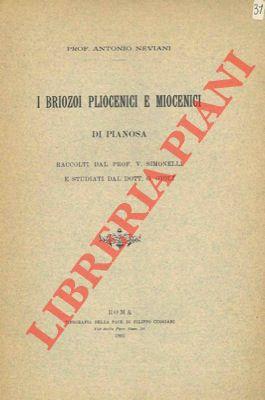 31
PROF. ANTONIO NEVIANI
I BRIOZOI PLIOCENICI E MIOCENICI
DI PIANOSA
RACCOLTI DAL PROF. V. SIMONELLI
E STUDIATI DAL DOTT. G. GIOLI
LIBRERIA PIANI
ROMA
TIPOGRAFIA DELLA PACE DI FILIPPO CUGGIANI